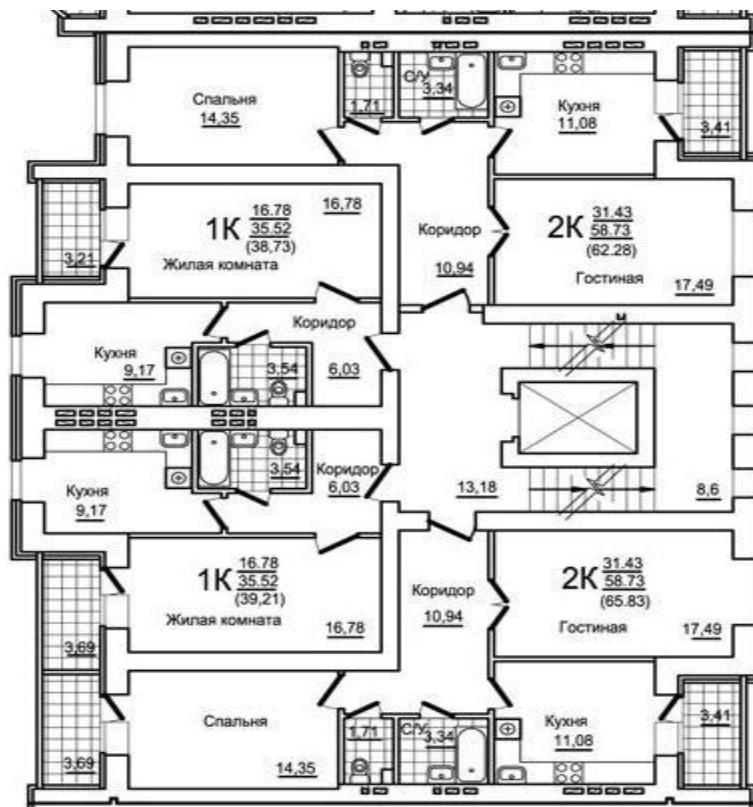 С/У
3,34
Спальня
14,35
1,71
Кухня
11,08
3,41
1К
16.78
35.52
(38,73)
16,78
Жилая комната
3,21
Коридор
10,94
2К
31.43
58.73
(62.28)
Гостиная
17,49
Кухня
9,17
3,54
Коридор
6,03
Кухня
9,17
3,54
Коридор
6,03
13,18
8,6
1К
16.78
35.52
(39,21)
Жилая комната
16,78
3,69
Коридор
10,94
2К
31.43
58.73
(65.83)
Гостиная
17,49
Спальня
14,35
3,69
1,71
С/У
3,34
Кухня
11,08
3,41